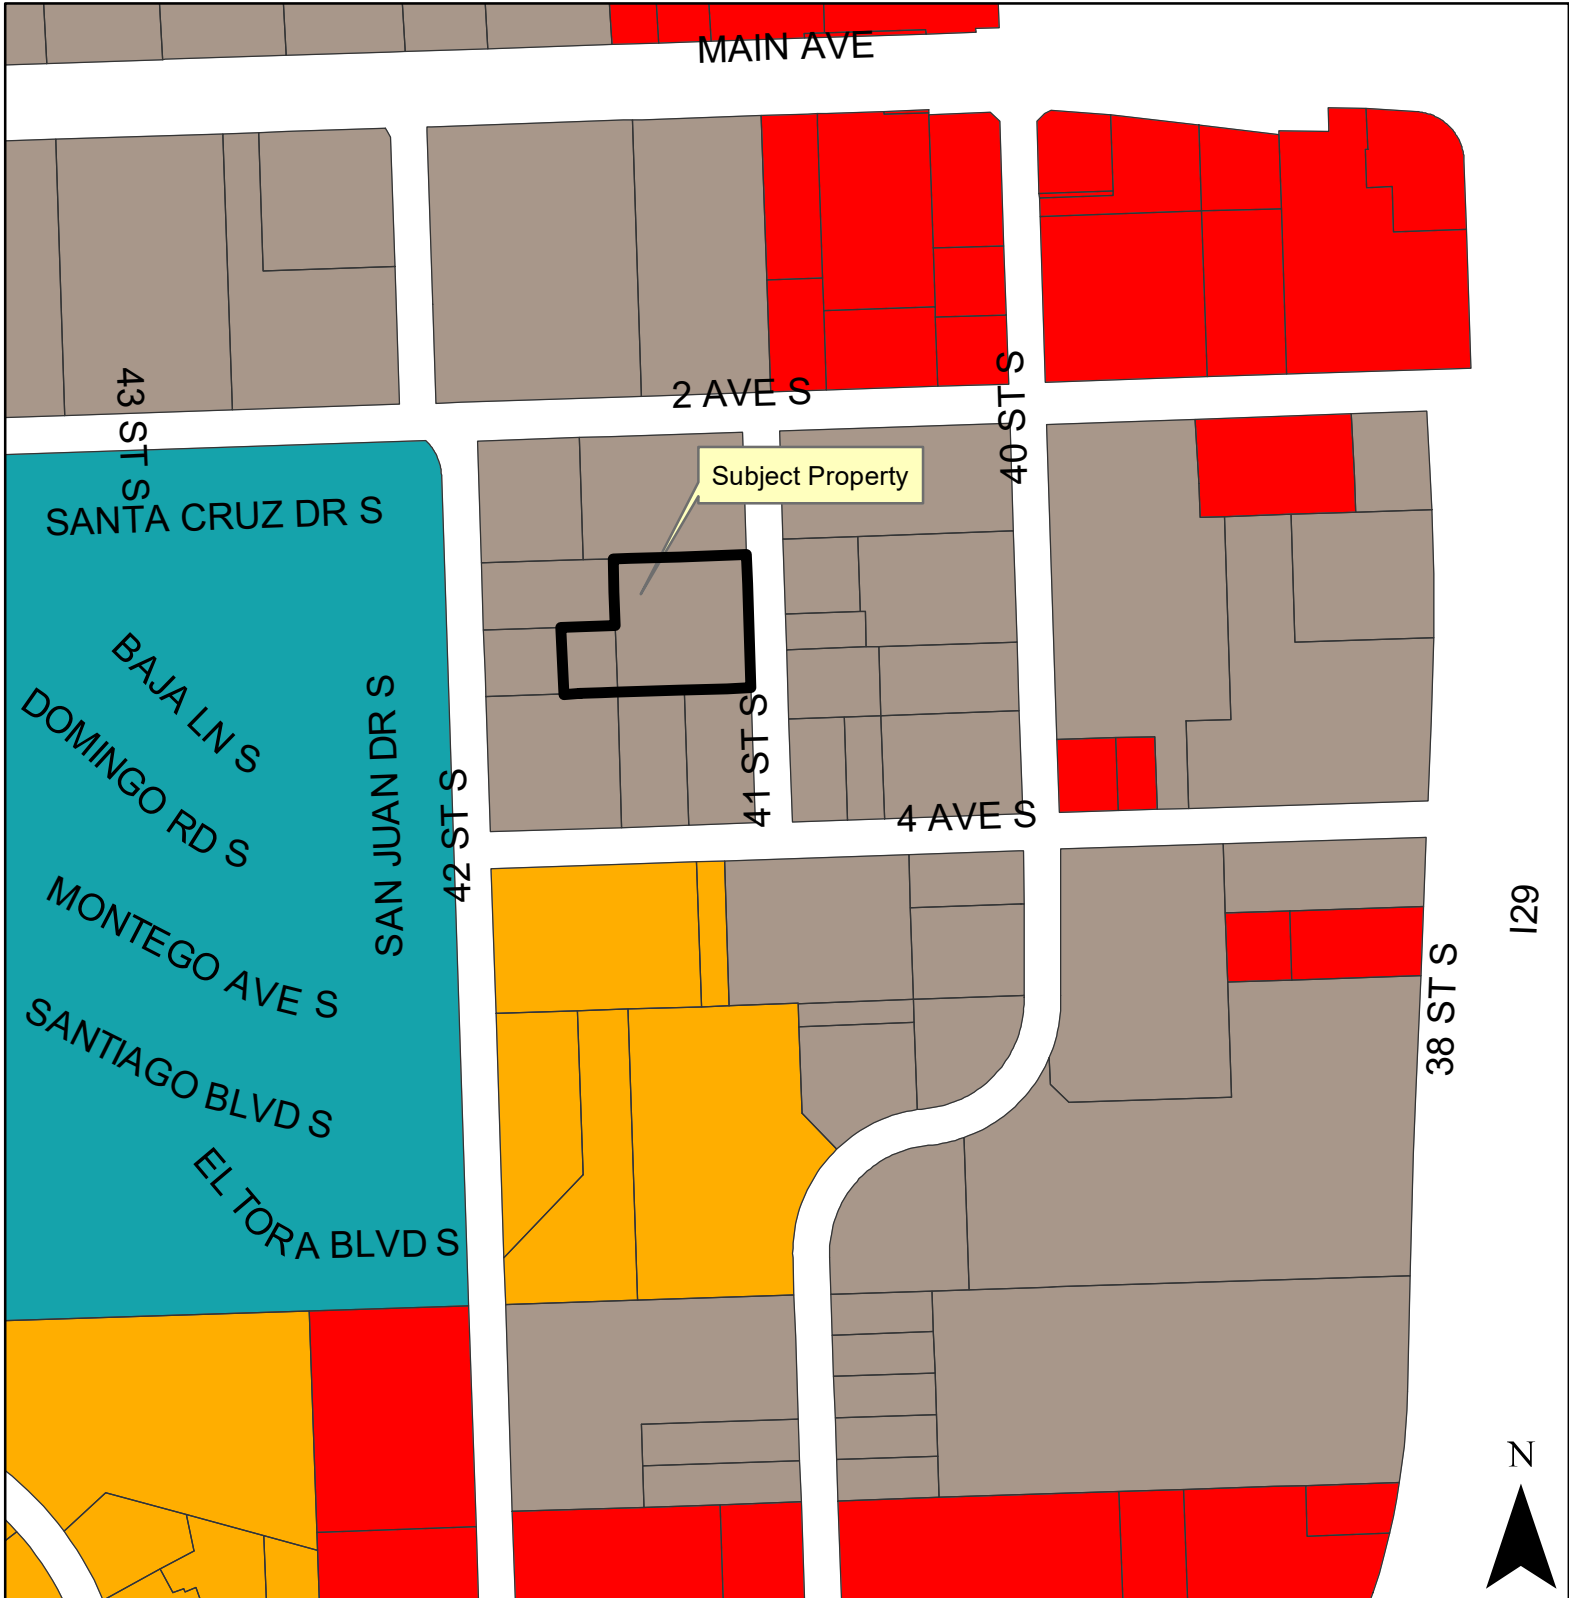 MAIN AVE
43 ST S
2 AVE S
40 ST S
Subject Property
SANTA CRUZ DR S
BAJA LN S
DOMINGO RD S
SAN JUAN DR S
42 ST S
41 ST S
4 AVE S
MONTEGO AVE S
I29
38 ST S
SANTIAGO BLVD S
EL TORA BLVD S
N